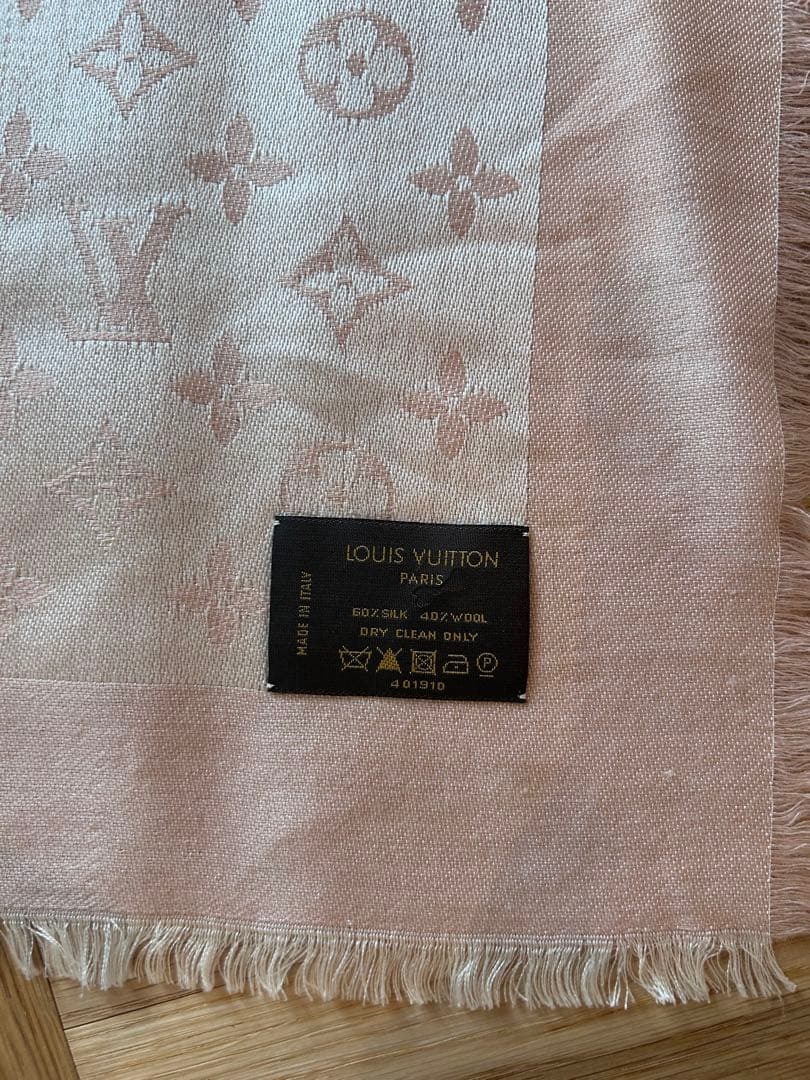 LOUIS VUITTON
PARIS
60% SILK 40% WOOL
DRY CLEAN ONLY
401910
MADE IN ITALY